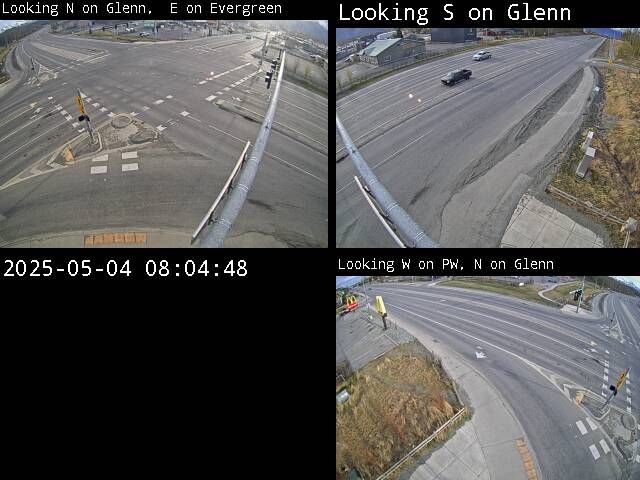 Looking N on Glenn,  E on Evergreen
Looking S on Glenn
2025-05-04 08:04:48
Looking W on PW, N on Glenn